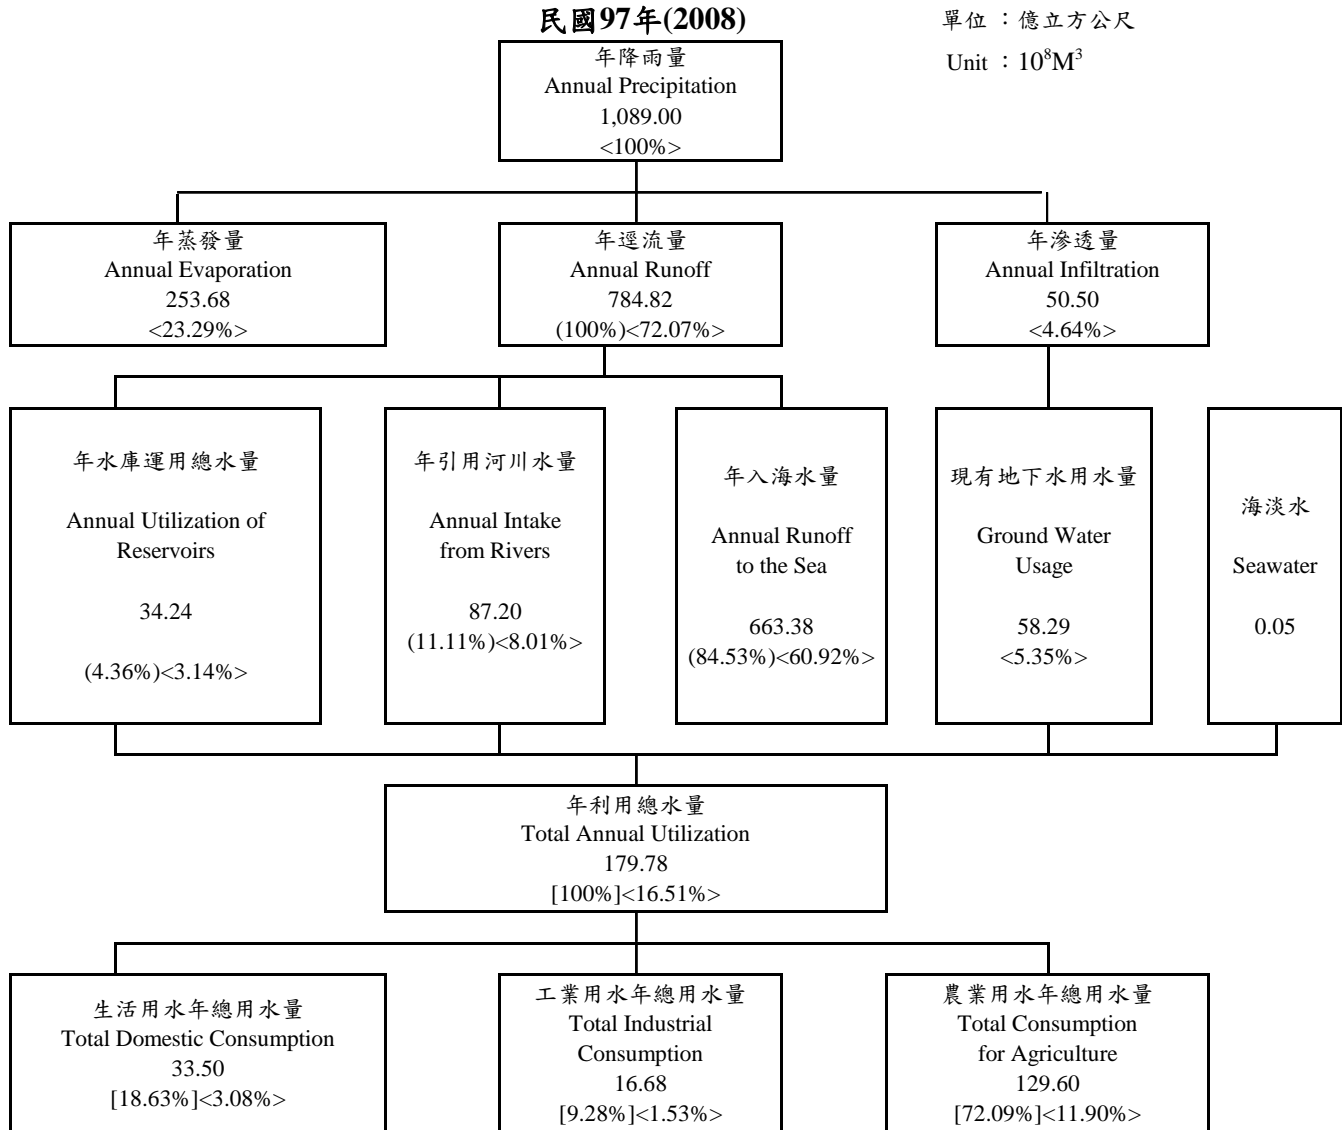 民國97年(2008)
單位：億立方公尺
Unit：10⁸M³
年降雨量
Annual Precipitation
1,089.00
<100%>
年蒸發量
Annual Evaporation
253.68
<23.29%>
年逕流量
Annual Runoff
784.82
(100%)<72.07%>
年滲透量
Annual Infiltration
50.50
<4.64%>
年水庫運用總水量
Annual Utilization of
Reservoirs
34.24
(4.36%)<3.14%>
年引用河川水量
Annual Intake
from Rivers
87.20
(11.11%)<8.01%>
年入海水量
Annual Runoff
to the Sea
663.38
(84.53%)<60.92%>
現有地下水用水量
Ground Water
Usage
58.29
<5.35%>
海淡水
Seawater
0.05
年利用總水量
Total Annual Utilization
179.78
[100%]<16.51%>
生活用水年總用水量
Total Domestic Consumption
33.50
[18.63%]<3.08%>
工業用水年總用水量
Total Industrial
Consumption
16.68
[9.28%]<1.53%>
農業用水年總用水量
Total Consumption
for Agriculture
129.60
[72.09%]<11.90%>